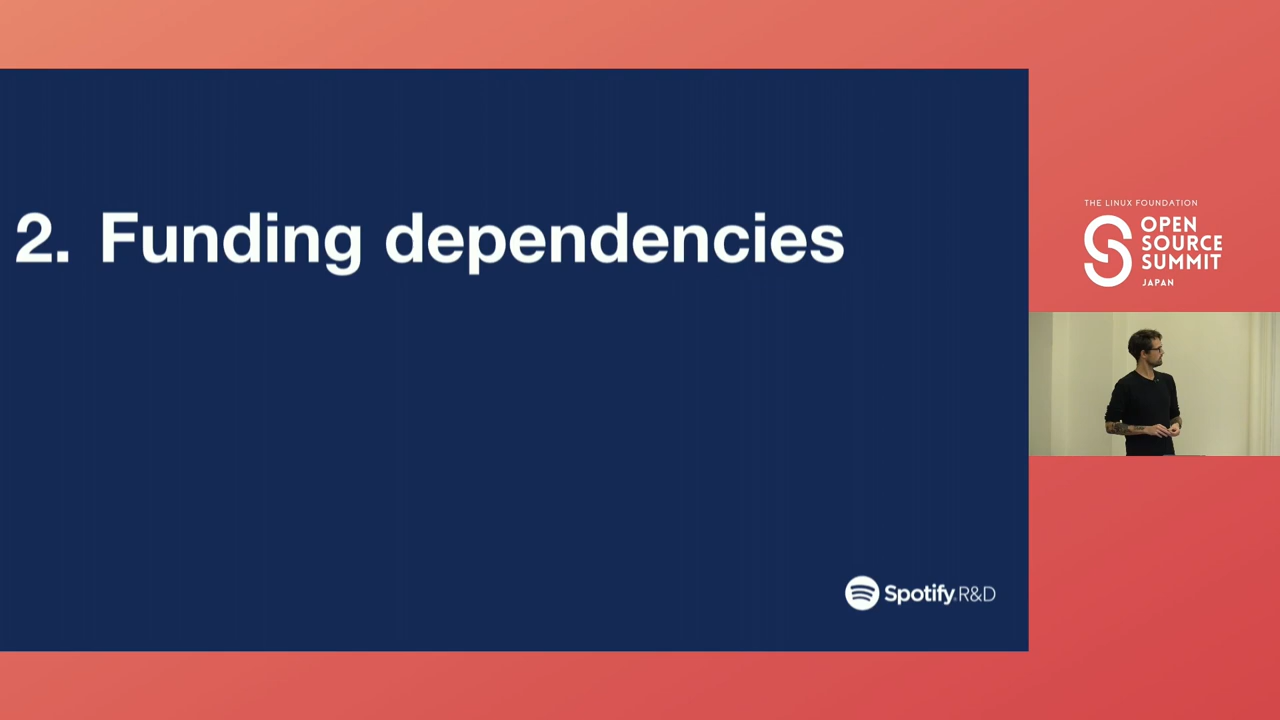 2. Funding dependencies
Spotify R&D
THE LINUX FOUNDATION
OPEN
SOURCE
SUMMIT
JAPAN